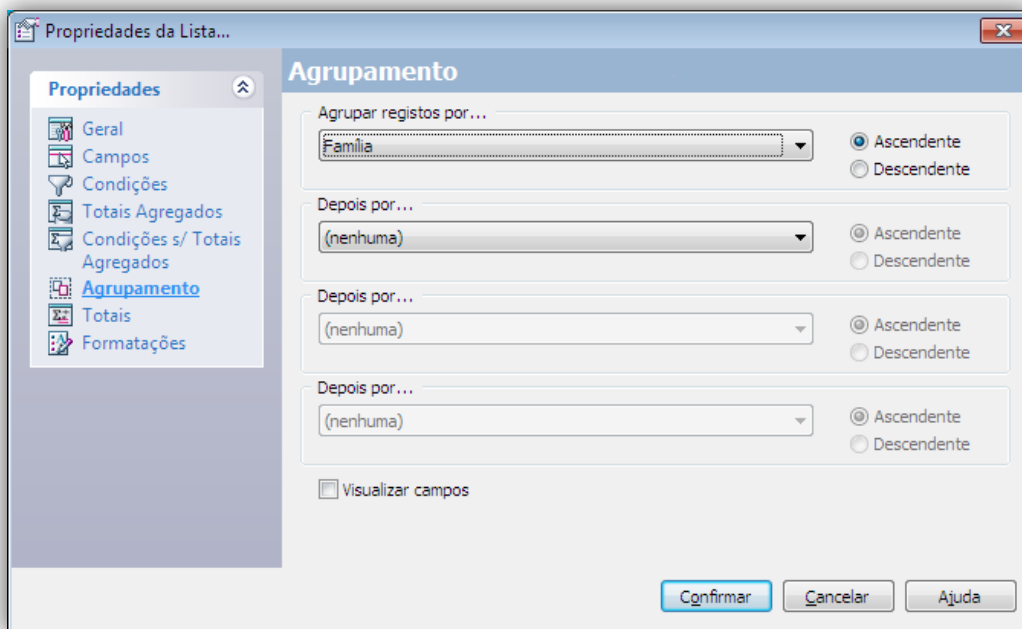 Propriedades da Lista...
Propriedades
Geral
Campos
Condições
Totais Agregados
Condições s/ Totais
Agregados
Agrupamento
Totais
Formatações
Agrupamento
Agrupar registos por...
Família
Ascendente
Descendente
Depois por...
(nenhuma)
Ascendente
Descendente
Depois por...
(nenhuma)
Ascendente
Descendente
Depois por...
(nenhuma)
Ascendente
Descendente
Visualizar campos
Confirmar
Cancelar
Ajuda